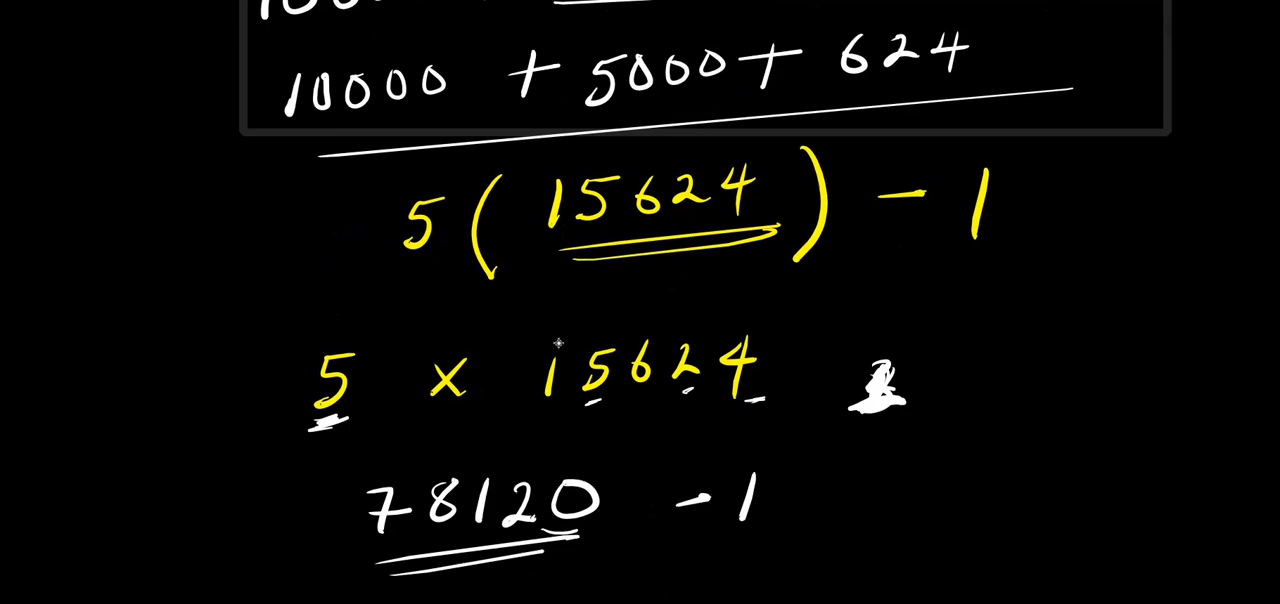 10000 + 5000 + 624
5 ( 15624 ) - 1
5 x 15624
78120 - 1